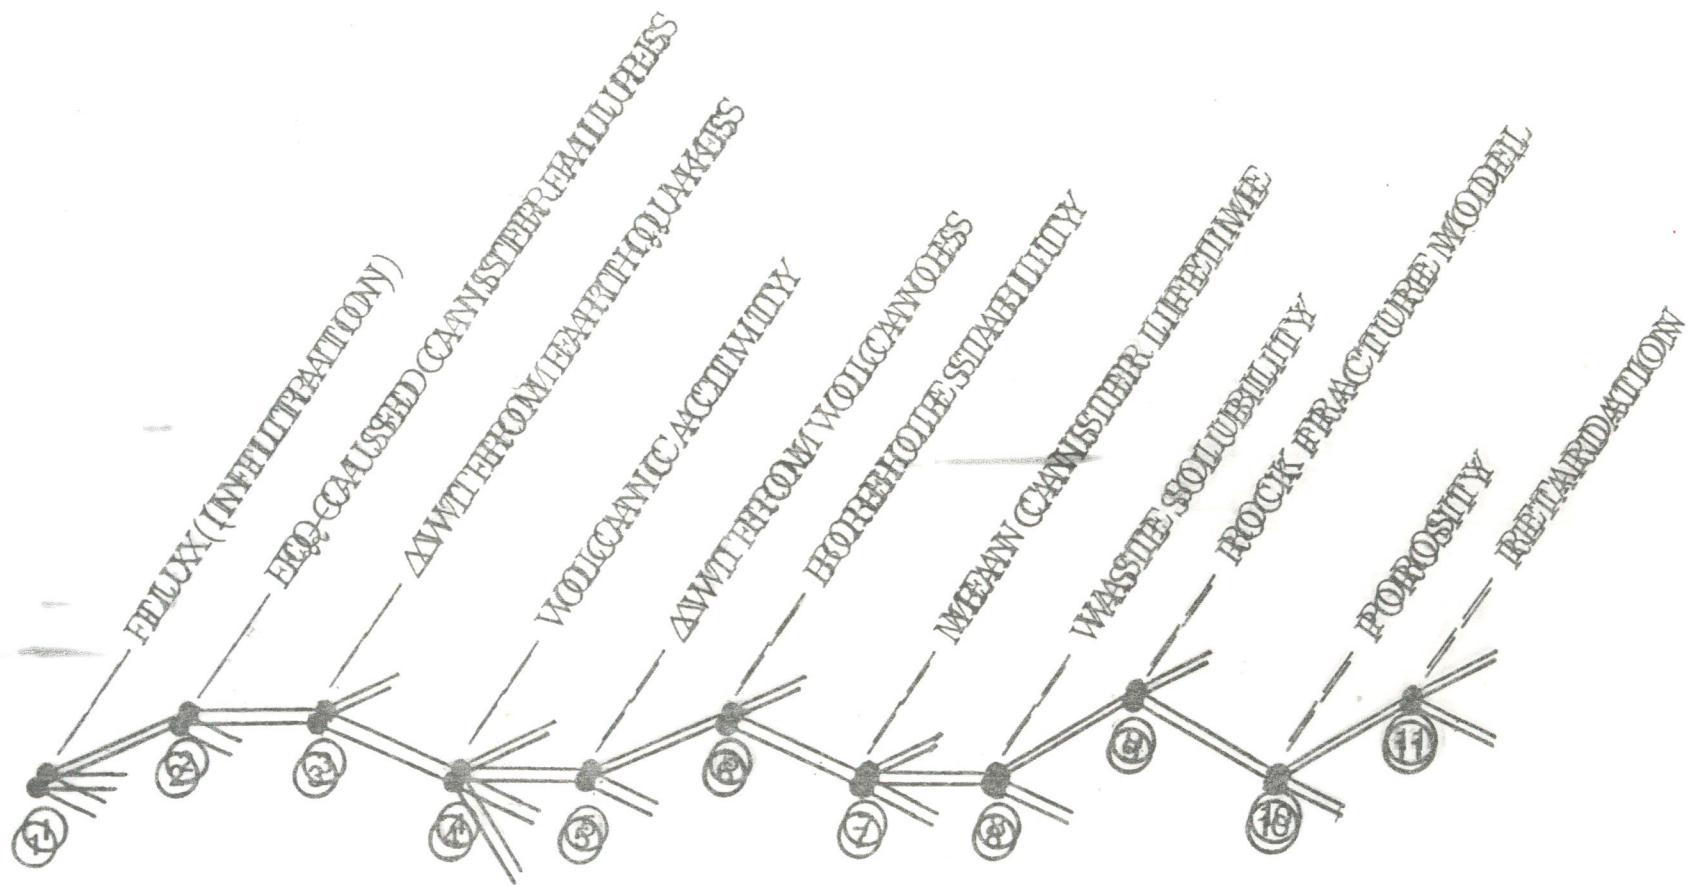 FLUX (INFILTRATION)
EQ-CAUSED CANISTER FAILURES
ΔWT FROM EARTHQUAKES
VOLCANIC ACTIVITY
ΔWT FROM VOLCANOES
BOREHOLE STABILITY
MEAN CANISTER LIFETIME
WASTE SOLUBILITY
ROCK FRACTURE MODEL
POROSITY
RETARDATION
1
2
3
4
5
6
7
8
9
10
11